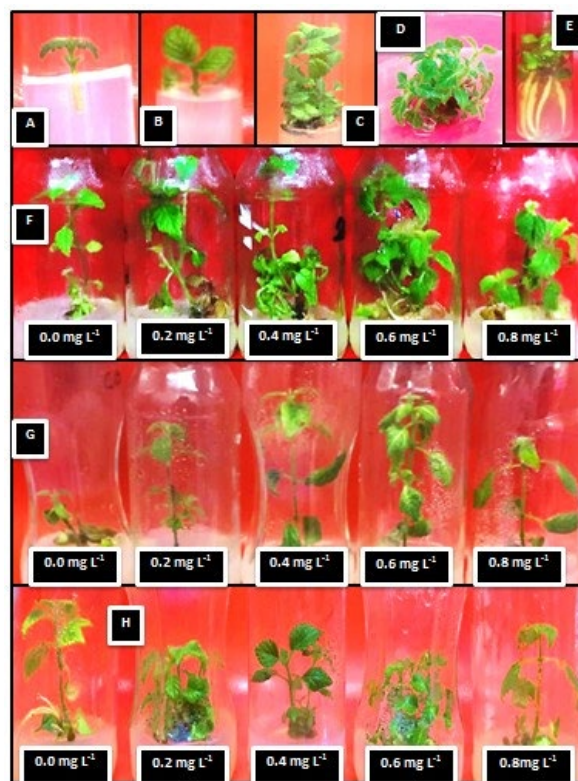 A
B
C
D
E
F
0.0 mg L⁻¹
0.2 mg L⁻¹
0.4 mg L⁻¹
0.6 mg L⁻¹
0.8 mg L⁻¹
G
0.0 mg L⁻¹
0.2 mg L⁻¹
0.4 mg L⁻¹
0.6 mg L⁻¹
0.8 mg L⁻¹
H
0.0 mg L⁻¹
0.2 mg L⁻¹
0.4 mg L⁻¹
0.6 mg L⁻¹
0.8mg L⁻¹